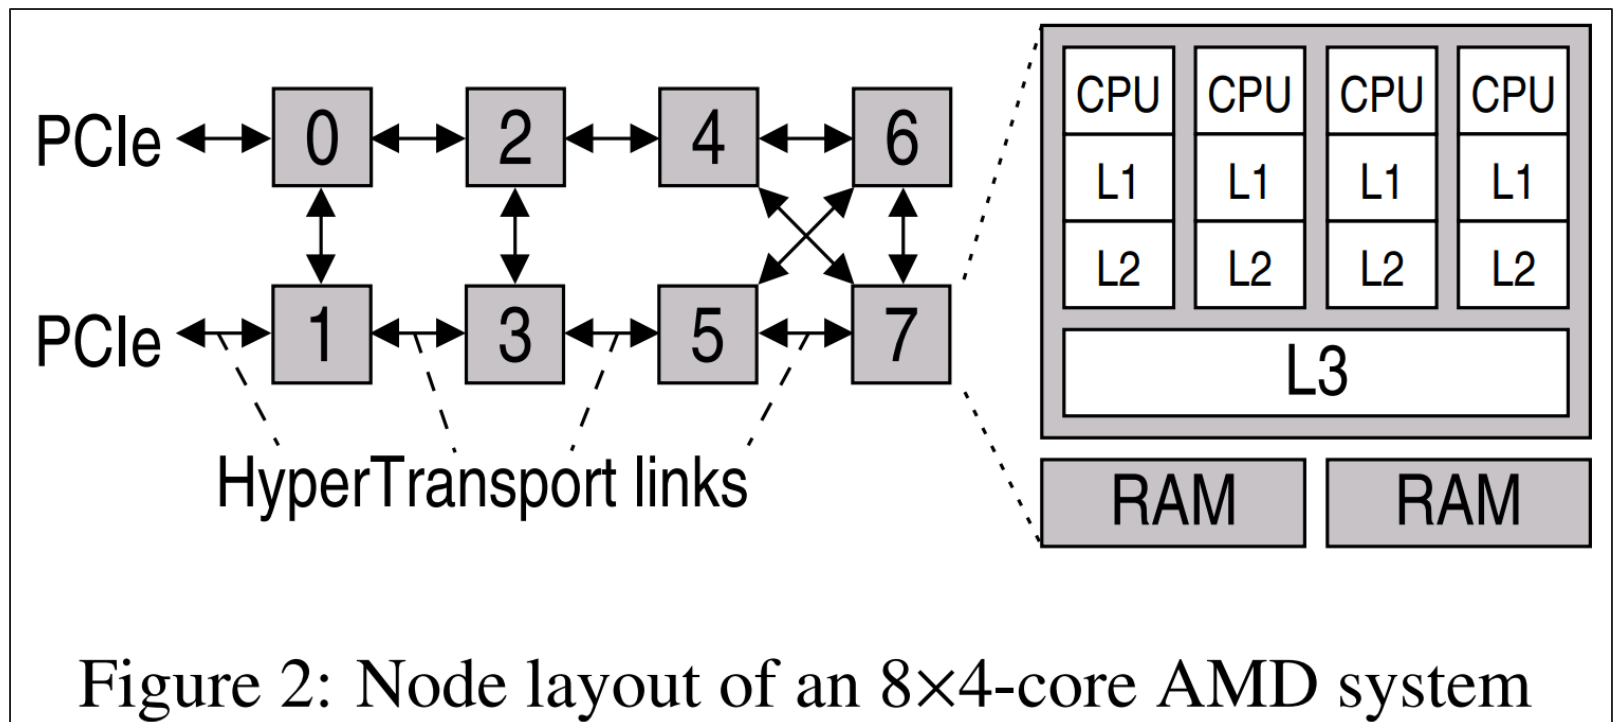 PCIe 0 2 4 6
PCIe 1 3 5 7
HyperTransport links
CPU CPU CPU CPU
L1 L1 L1 L1
L2 L2 L2 L2
L3
RAM RAM
Figure 2: Node layout of an 8×4-core AMD system